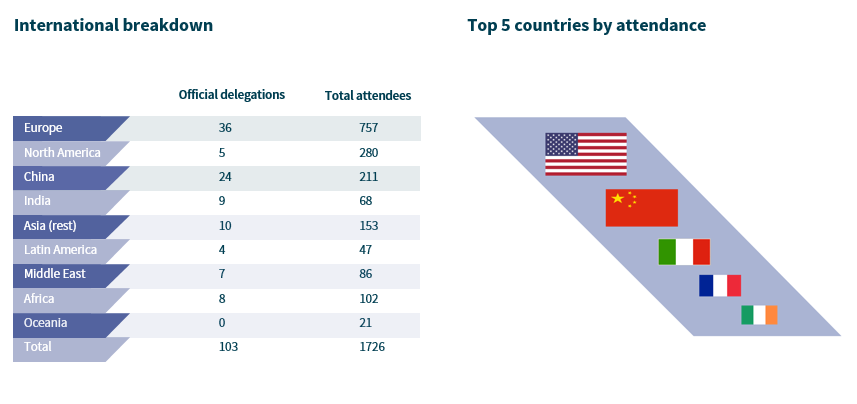 International breakdown
Top 5 countries by attendance
Official delegations Total attendees
Europe 36 757
North America 5 280
China 24 211
India 9 68
Asia (rest) 10 153
Latin America 4 47
Middle East 7 86
Africa 8 102
Oceania 0 21
Total 103 1726